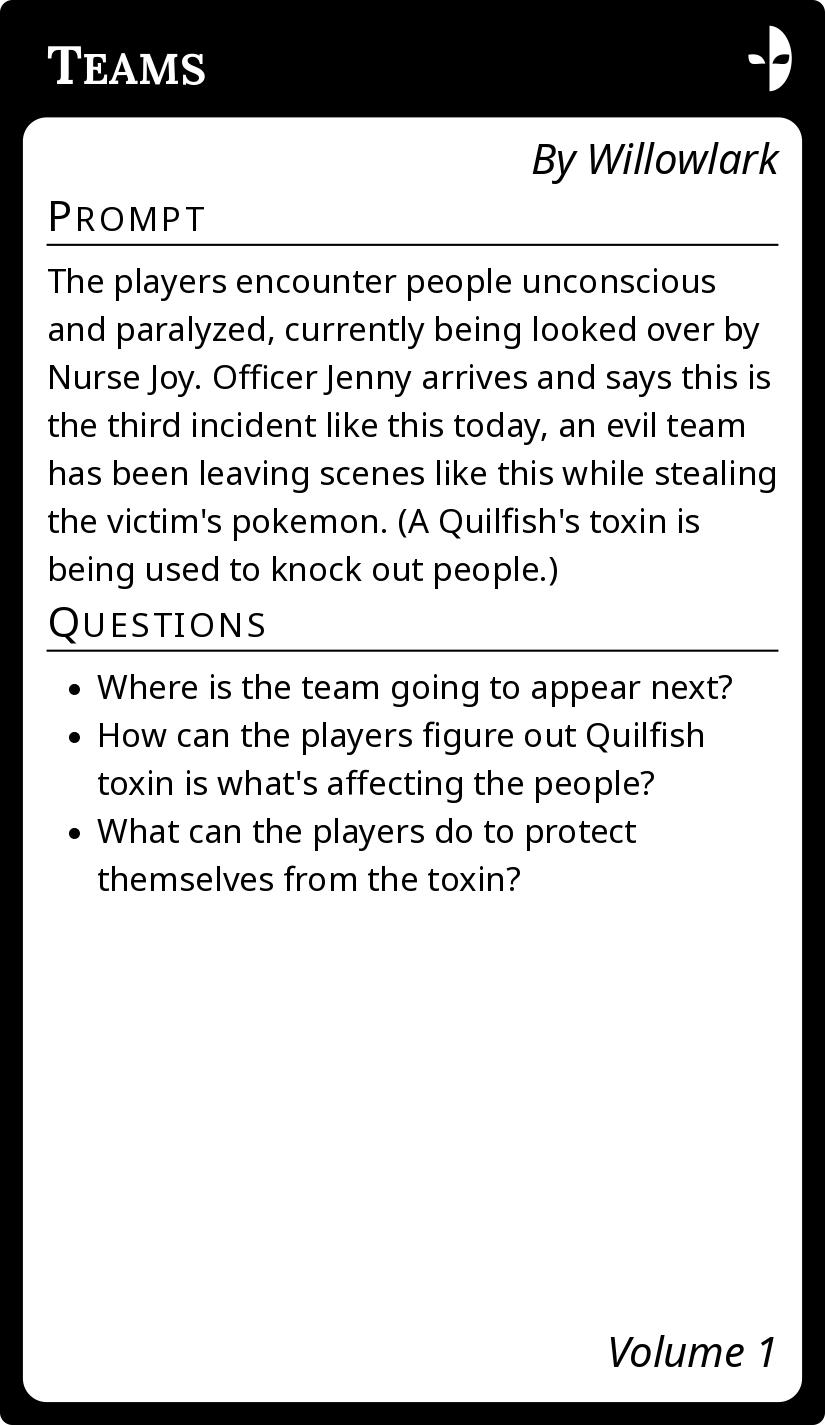 Teams
By Willowlark
Prompt
The players encounter people unconscious
and paralyzed, currently being looked over by
Nurse Joy. Officer Jenny arrives and says this is
the third incident like this today, an evil team
has been leaving scenes like this while stealing
the victim's pokemon. (A Quilfish's toxin is
being used to knock out people.)
Questions
• Where is the team going to appear next?
• How can the players figure out Quilfish
toxin is what's affecting the people?
• What can the players do to protect
themselves from the toxin?
Volume 1